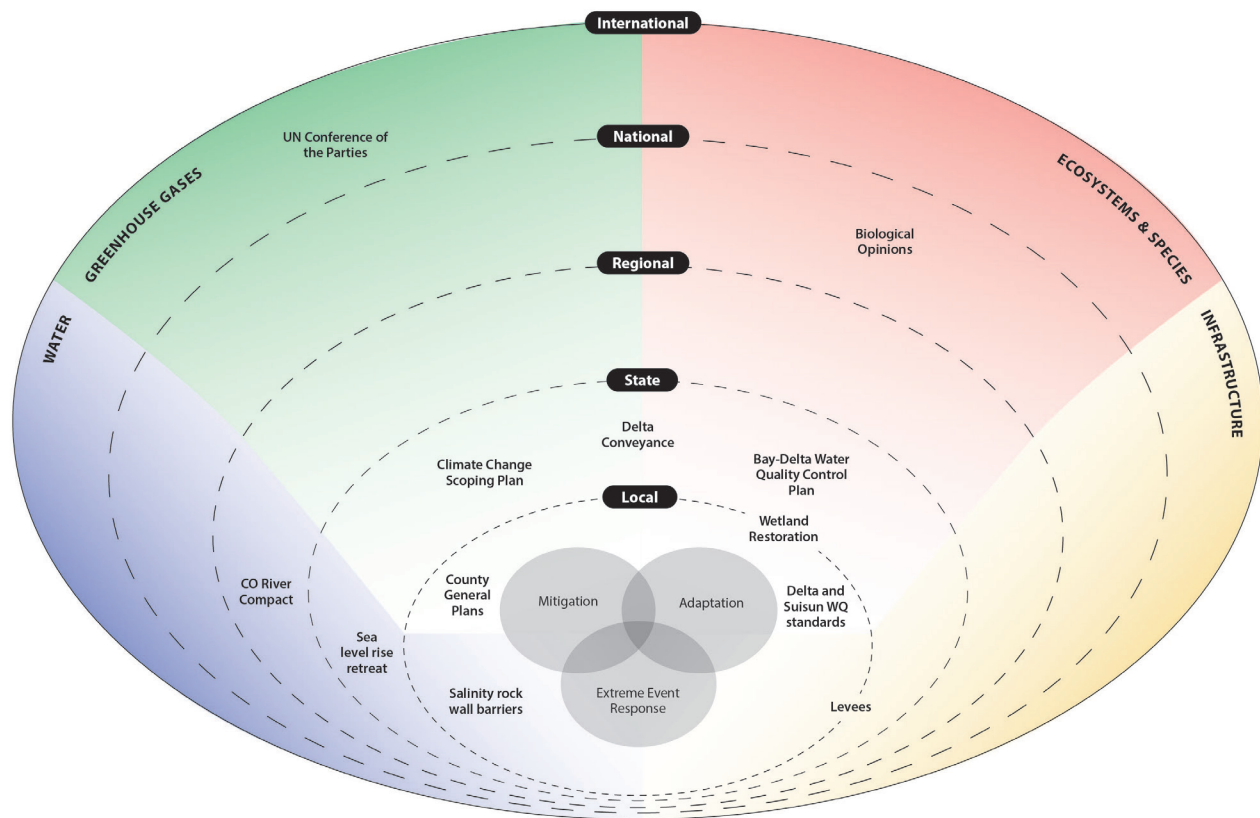 International
UN Conference of
the Parties
National
GREENHOUSE GASES
ECOSYSTEMS & SPECIES
Biological
Opinions
Regional
WATER
INFRASTRUCTURE
State
Delta
Conveyance
Climate Change
Scoping Plan
Bay-Delta Water
Quality Control
Plan
Local
Wetland
Restoration
CO River
Compact
County
General
Plans
Mitigation
Adaptation
Delta and
Suisun WQ
standards
Sea
level rise
retreat
Salinity rock
wall barriers
Extreme Event
Response
Levees